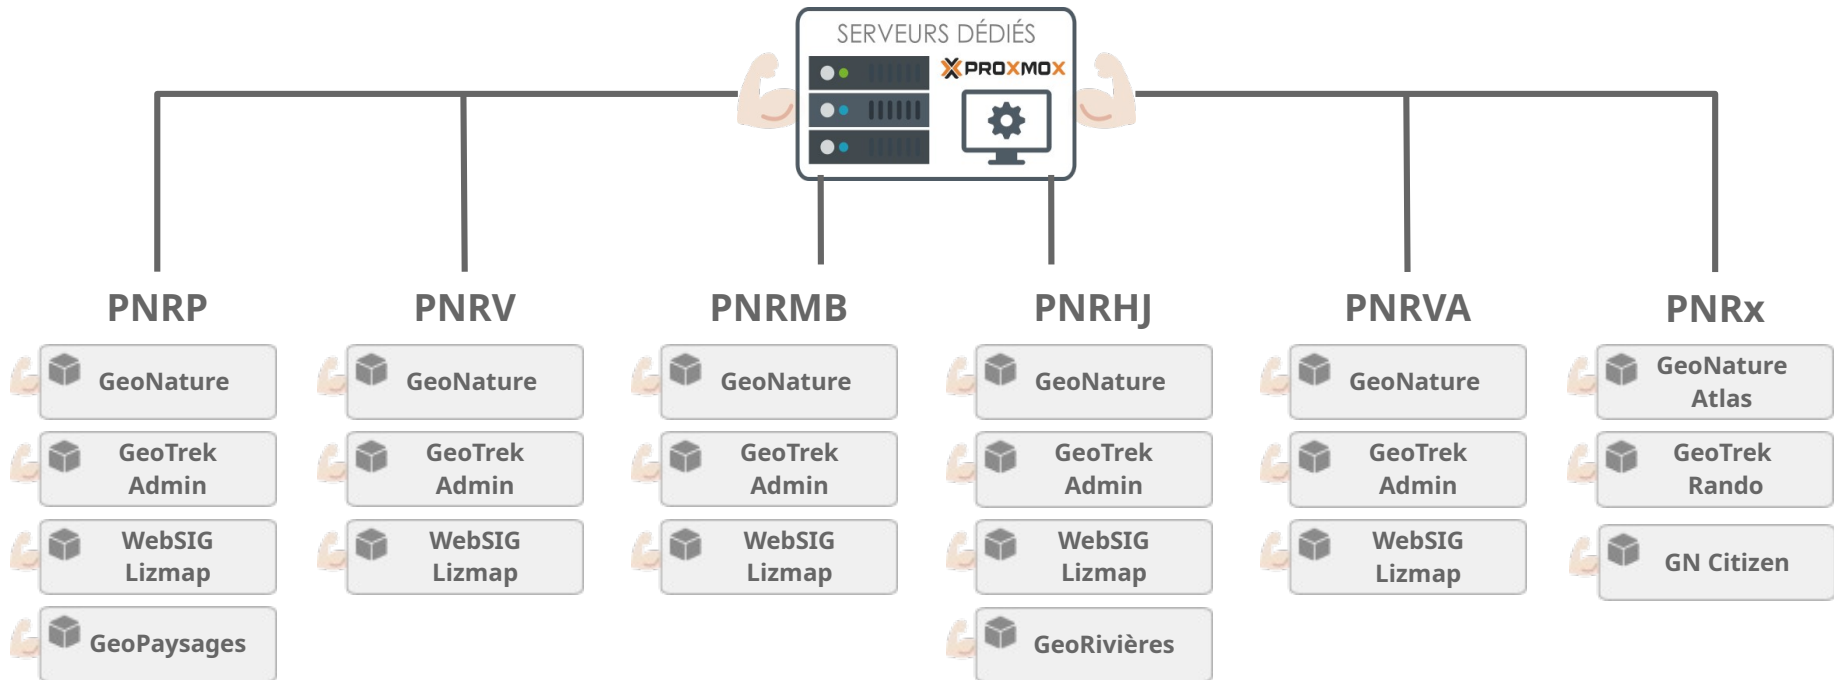 SERVEURS DÉDIÉS
PROXMOX
PNRP
PNRV
PNRMB
PNRHJ
PNRVA
PNRx
GeoNature
GeoTrek
Admin
WebSIG
Lizmap
GeoPaysages
GeoNature
GeoTrek
Admin
WebSIG
Lizmap
GeoNature
GeoTrek
Admin
WebSIG
Lizmap
GeoNature
GeoTrek
Admin
WebSIG
Lizmap
GeoRivières
GeoNature
GeoTrek
Admin
WebSIG
Lizmap
GeoNature
Atlas
GeoTrek
Rando
GN Citizen